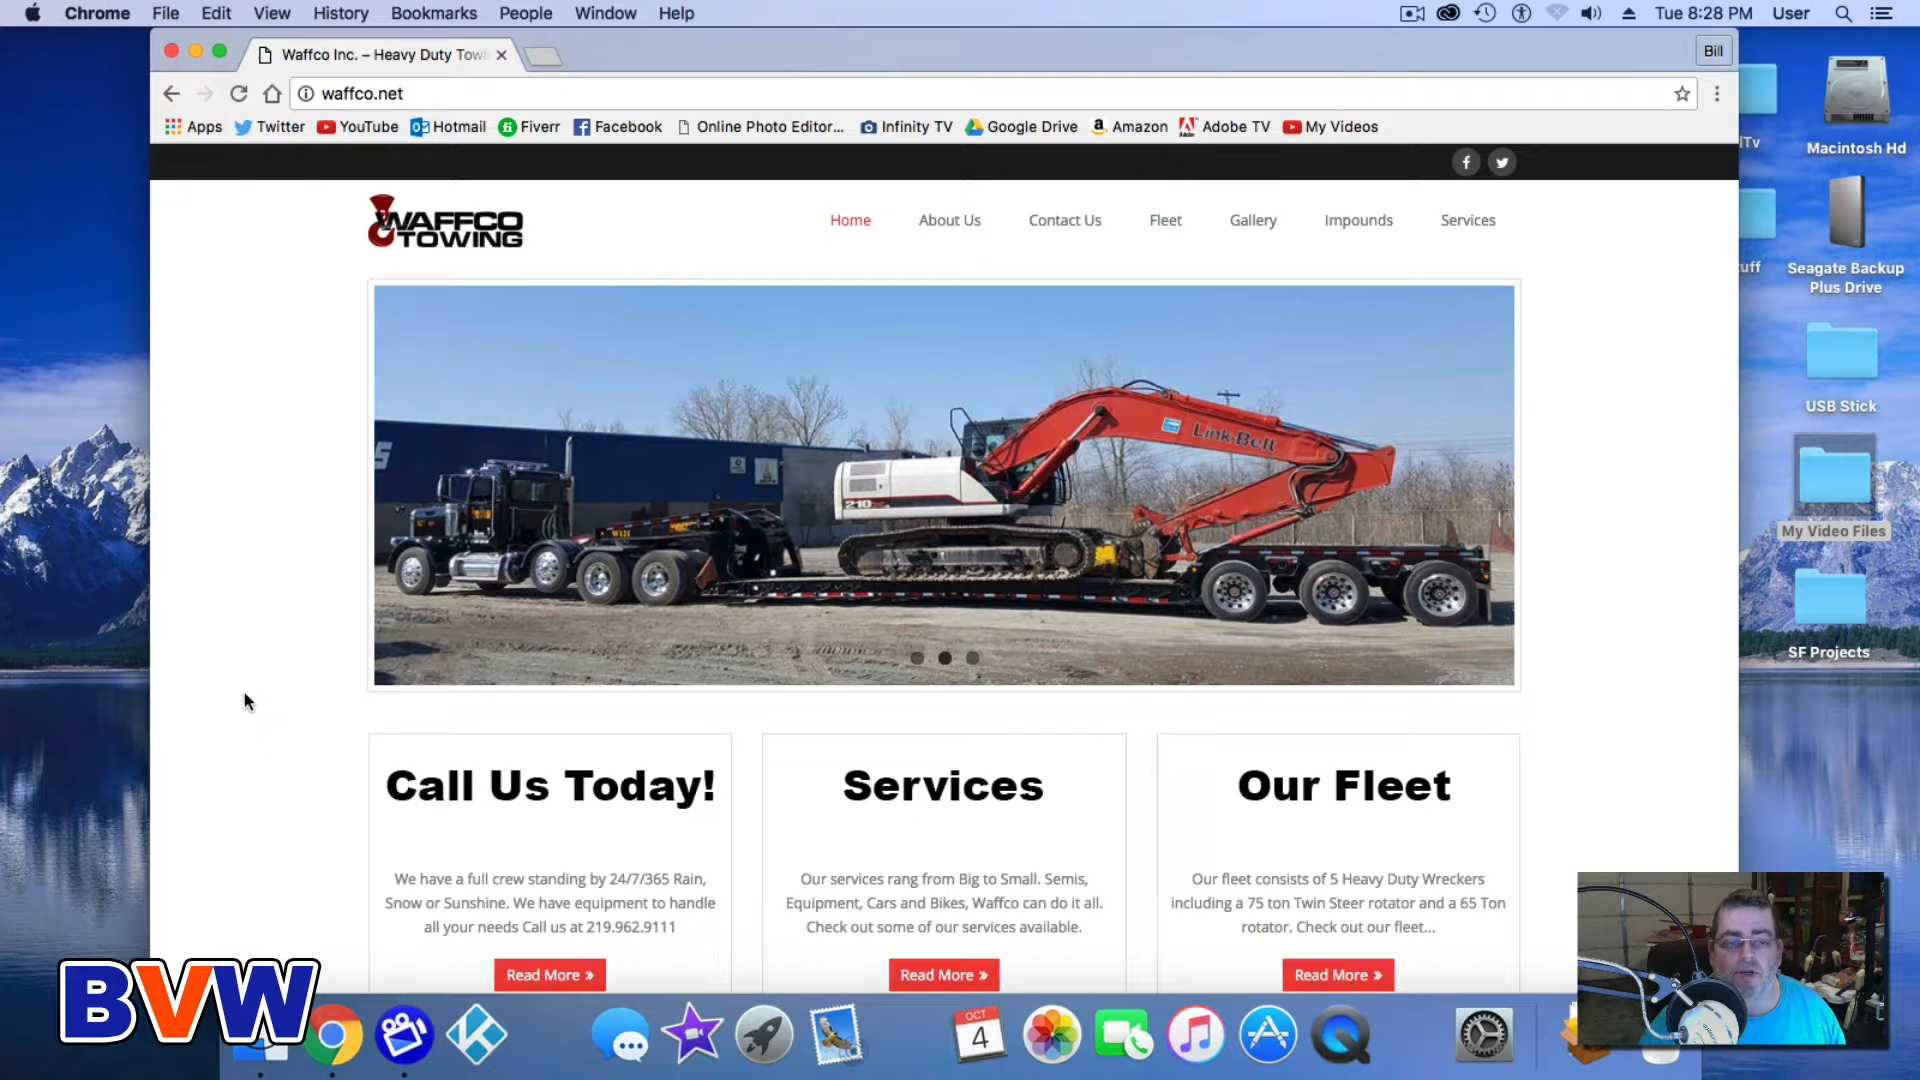 Chrome File Edit View History Bookmarks People Window Help Tue 8:28 PM User
Waffco Inc. – Heavy Duty Towi
Bill
waffco.net
Apps Twitter YouTube Hotmail Fiverr Facebook Online Photo Editor... Infinity TV Google Drive Amazon Adobe TV My Videos
WAFFCO
TOWING
Home About Us Contact Us Fleet Gallery Impounds Services
Link-Belt
210
W121
Call Us Today!
We have a full crew standing by 24/7/365 Rain,
Snow or Sunshine. We have equipment to handle
all your needs Call us at 219.962.9111
Read More »
Services
Our services rang from Big to Small. Semis,
Equipment, Cars and Bikes, Waffco can do it all.
Check out some of our services available.
Read More »
Our Fleet
Our fleet consists of 5 Heavy Duty Wreckers
including a 75 ton Twin Steer rotator and a 65 Ton
rotator. Check out our fleet...
Read More »
lTv
Macintosh Hd
uff
Seagate Backup
Plus Drive
USB Stick
My Video Files
SF Projects
BVW
OCT
4